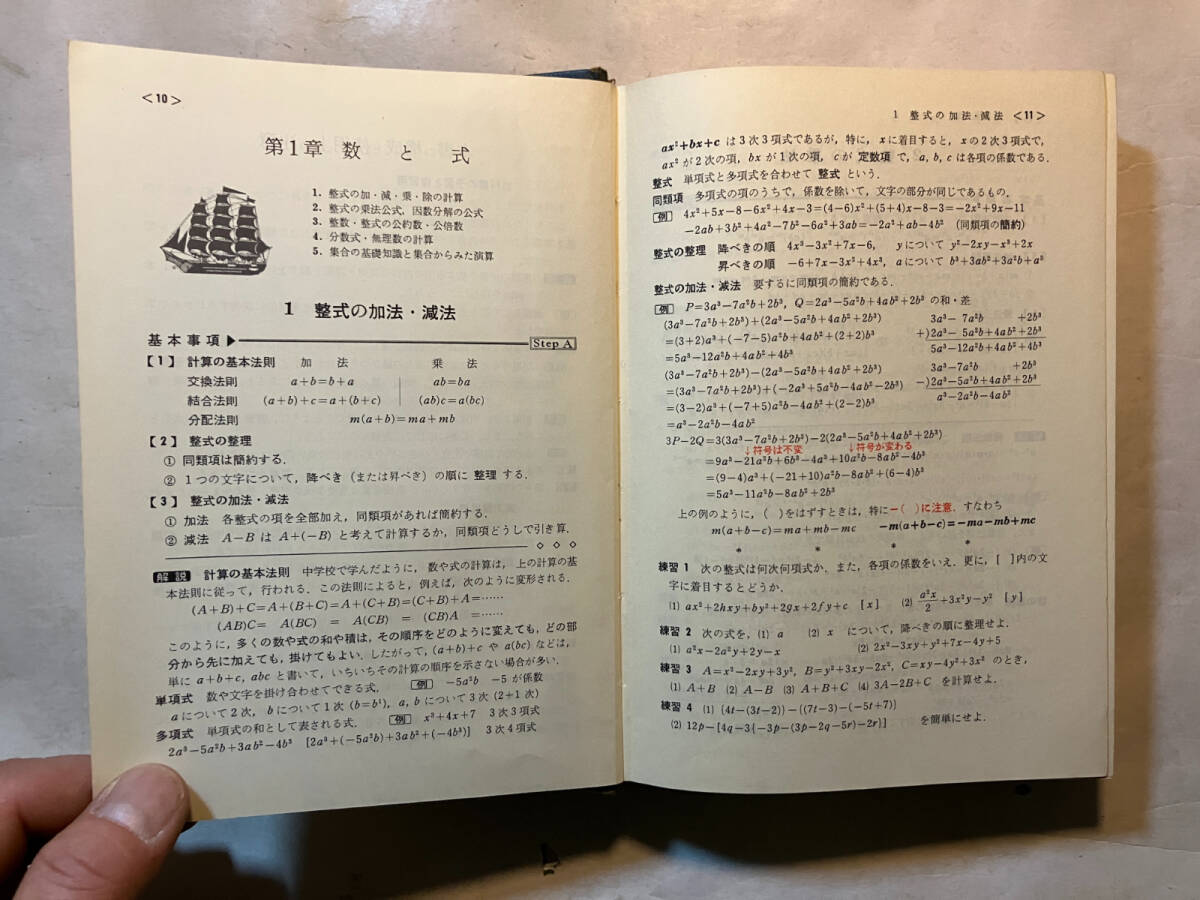 <10>
第1章 数と式
1. 整式の加・減・乗・除の計算
2. 整式の乗法公式，因数分解の公式
3. 整数・整式の公約数・公倍数
4. 分数式・無理数の計算
5. 集合の基礎知識と集合からみた演算
1 整式の加法・減法
基本事項 Step A
【1】 計算の基本法則 加法 乗法
交換法則 a+b=b+a ab=ba
結合法則 (a+b)+c=a+(b+c) (ab)c=a(bc)
分配法則 m(a+b)=ma+mb
【2】 整式の整理
① 同類項は簡約する．
② 1つの文字について，降べき（または昇べき）の順に 整理 する．
【3】 整式の加法・減法
① 加法 各整式の項を全部加え，同類項があれば簡約する．
② 減法 A−B は A+(−B) と考えて計算するか，同類項どうしで引き算．
◇◇◇
解説 計算の基本法則 中学校で学んだように，数や式の計算は，上の計算の基
本法則に従って，行われる．この法則によると，例えば，次のように変形される．
(A+B)+C=A+(B+C)=A+(C+B)=(C+B)+A=……
(AB)C= A(BC) = A(CB) = (CB)A =……
このように，多くの数や式の和や積は，その順序をどのように変えても，どの部
分から先に加えても，掛けてもよい．したがって，(a+b)+c や a(bc) などは，
単に a+b+c, abc と書いて，いちいちその計算の順序を示さない場合が多い．
単項式 数や文字を掛け合わせてできる式． 例 −5a²b −5 が係数
aについて2次，bについて1次 (b=b¹)，a, bについて3次 (2+1次)
多項式 単項式の和として表される式． 例 x³+4x+7 3次3項式
2a³−5a²b+3ab²−4b³ [2a³+(−5a²b)+3ab²+(−4b³)] 3次4項式
1 整式の加法・減法 <11>
ax²+bx+c は3次3項式であるが，特に，xに着目すると，xの2次3項式で，
ax² が2次の項，bx が1次の項，c が 定数項 で，a, b, c は各項の係数である．
整式 単項式と多項式を合わせて 整式 という．
同類項 多項式の項のうちで，係数を除いて，文字の部分が同じであるもの．
例 4x²+5x−8−6x²+4x−3=(4−6)x²+(5+4)x−8−3=−2x²+9x−11
−2ab+3b²+4a²−7b²−6a²+3ab=−2a²+ab−4b² (同類項の簡約)
整式の整理 降べきの順 4x³−3x²+7x−6, yについて y²−2xy−x³+2x
昇べきの順 −6+7x−3x²+4x³, aについて b³+3ab²+3a²b+a³
整式の加法・減法 要するに同類項の簡約である．
例 P=3a³−7a²b+2b³, Q=2a³−5a²b+4ab²+2b³ の和・差
(3a³−7a²b+2b³)+(2a³−5a²b+4ab²+2b³) 3a³− 7a²b +2b³
=(3+2)a³+(−7−5)a²b+4ab²+(2+2)b³ +)2a³− 5a²b+4ab²+2b³
=5a³−12a²b+4ab²+4b³ 5a³−12a²b+4ab²+4b³
(3a³−7a²b+2b³)−(2a³−5a²b+4ab²+2b³) 3a³−7a²b +2b³
=(3a³−7a²b+2b³)+(−2a³+5a²b−4ab²−2b³) −)2a³−5a²b+4ab²+2b³
=(3−2)a³+(−7+5)a²b−4ab²+(2−2)b³ a³−2a²b−4ab²
=a³−2a²b−4ab²
3P−2Q=3(3a³−7a²b+2b³)−2(2a³−5a²b+4ab²+2b³)
↓符号は不変 ↓符号が変わる
=9a³−21a²b+6b³−4a³+10a²b−8ab²−4b³
=(9−4)a³+(−21+10)a²b−8ab²+(6−4)b³
=5a³−11a²b−8ab²+2b³
上の例のように，( )をはずすときは，特に−( )に注意．すなわち
m(a+b−c)=ma+mb−mc −m(a+b−c)=−ma−mb+mc
* * * *
練習 1 次の整式は何次何項式か．また，各項の係数をいえ．更に，[ ]内の文
字に着目するとどうか．
(1) ax²+2hxy+by²+2gx+2fy+c [x] (2) a²x/2+3x²y−y² [y]
練習 2 次の式を，(1) a (2) x について，降べきの順に整理せよ．
(1) a²x−2a²y+2y−x (2) 2x²−3xy+y²+7x−4y+5
練習 3 A=x²−2xy+3y², B=y²+3xy−2x², C=xy−4y²+3x² のとき，
(1) A+B (2) A−B (3) A+B+C (4) 3A−2B+C を計算せよ．
練習 4 (1) (4t−(3t−2))−((7t−3)−(−5t+7))
(2) 12p−[4q−3{−3p−(3p−2q−5r)−2r}] を簡単にせよ．